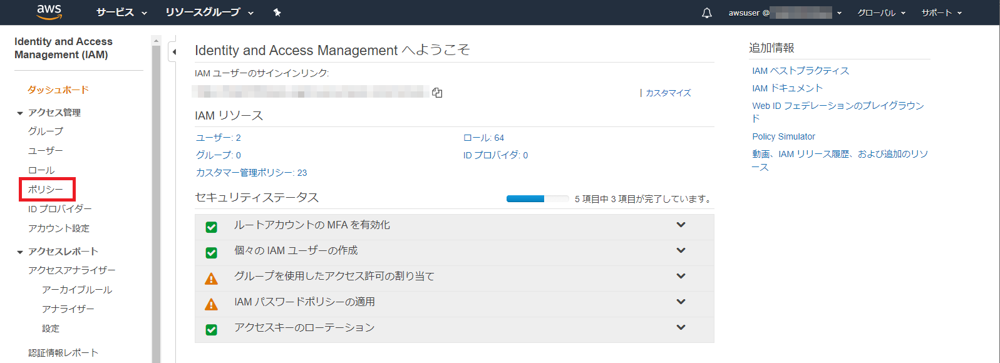 aws
サービス
リソースグループ
awsuser @
グローバル
サポート
Identity and Access
Management (IAM)
ダッシュボード
アクセス管理
グループ
ユーザー
ロール
ポリシー
ID プロバイダー
アカウント設定
アクセスレポート
アクセスアナライザー
アーカイブルール
アナライザー
設定
認証情報レポート
Identity and Access Management へようこそ
IAM ユーザーのサインインリンク:
| カスタマイズ
IAM リソース
ユーザー: 2
ロール: 64
グループ: 0
ID プロバイダ: 0
カスタマー管理ポリシー: 23
セキュリティステータス
5 項目中 3 項目が完了しています。
ルートアカウントの MFA を有効化
個々の IAM ユーザーの作成
グループを使用したアクセス許可の割り当て
IAM パスワードポリシーの適用
アクセスキーのローテーション
追加情報
IAM ベストプラクティス
IAM ドキュメント
Web ID フェデレーションのプレイグラウン
ド
Policy Simulator
動画、IAM リリース履歴、および追加のリソ
ース